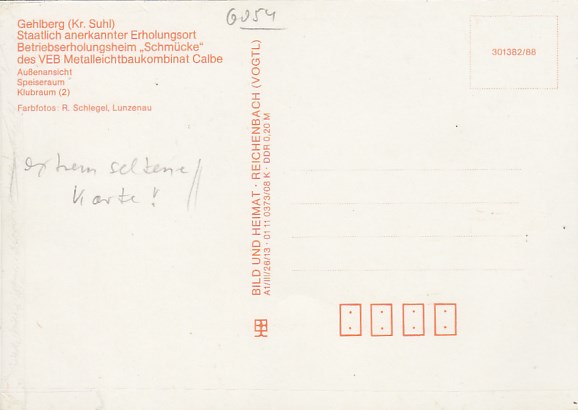 Gehlberg (Kr. Suhl)
Staatlich anerkannter Erholungsort
Betriebserholungsheim „Schmücke“
des VEB Metalleichtbaukombinat Calbe
Außenansicht
Speiseraum
Klubraum (2)
Farbfotos: R. Schlegel, Lunzenau
extrem seltene
Karte!
6054
BILD UND HEIMAT · REICHENBACH (VOGTL)
A1/III/26/13 · 01 11 0373/08 K · DDR 0,20 M
301382/88